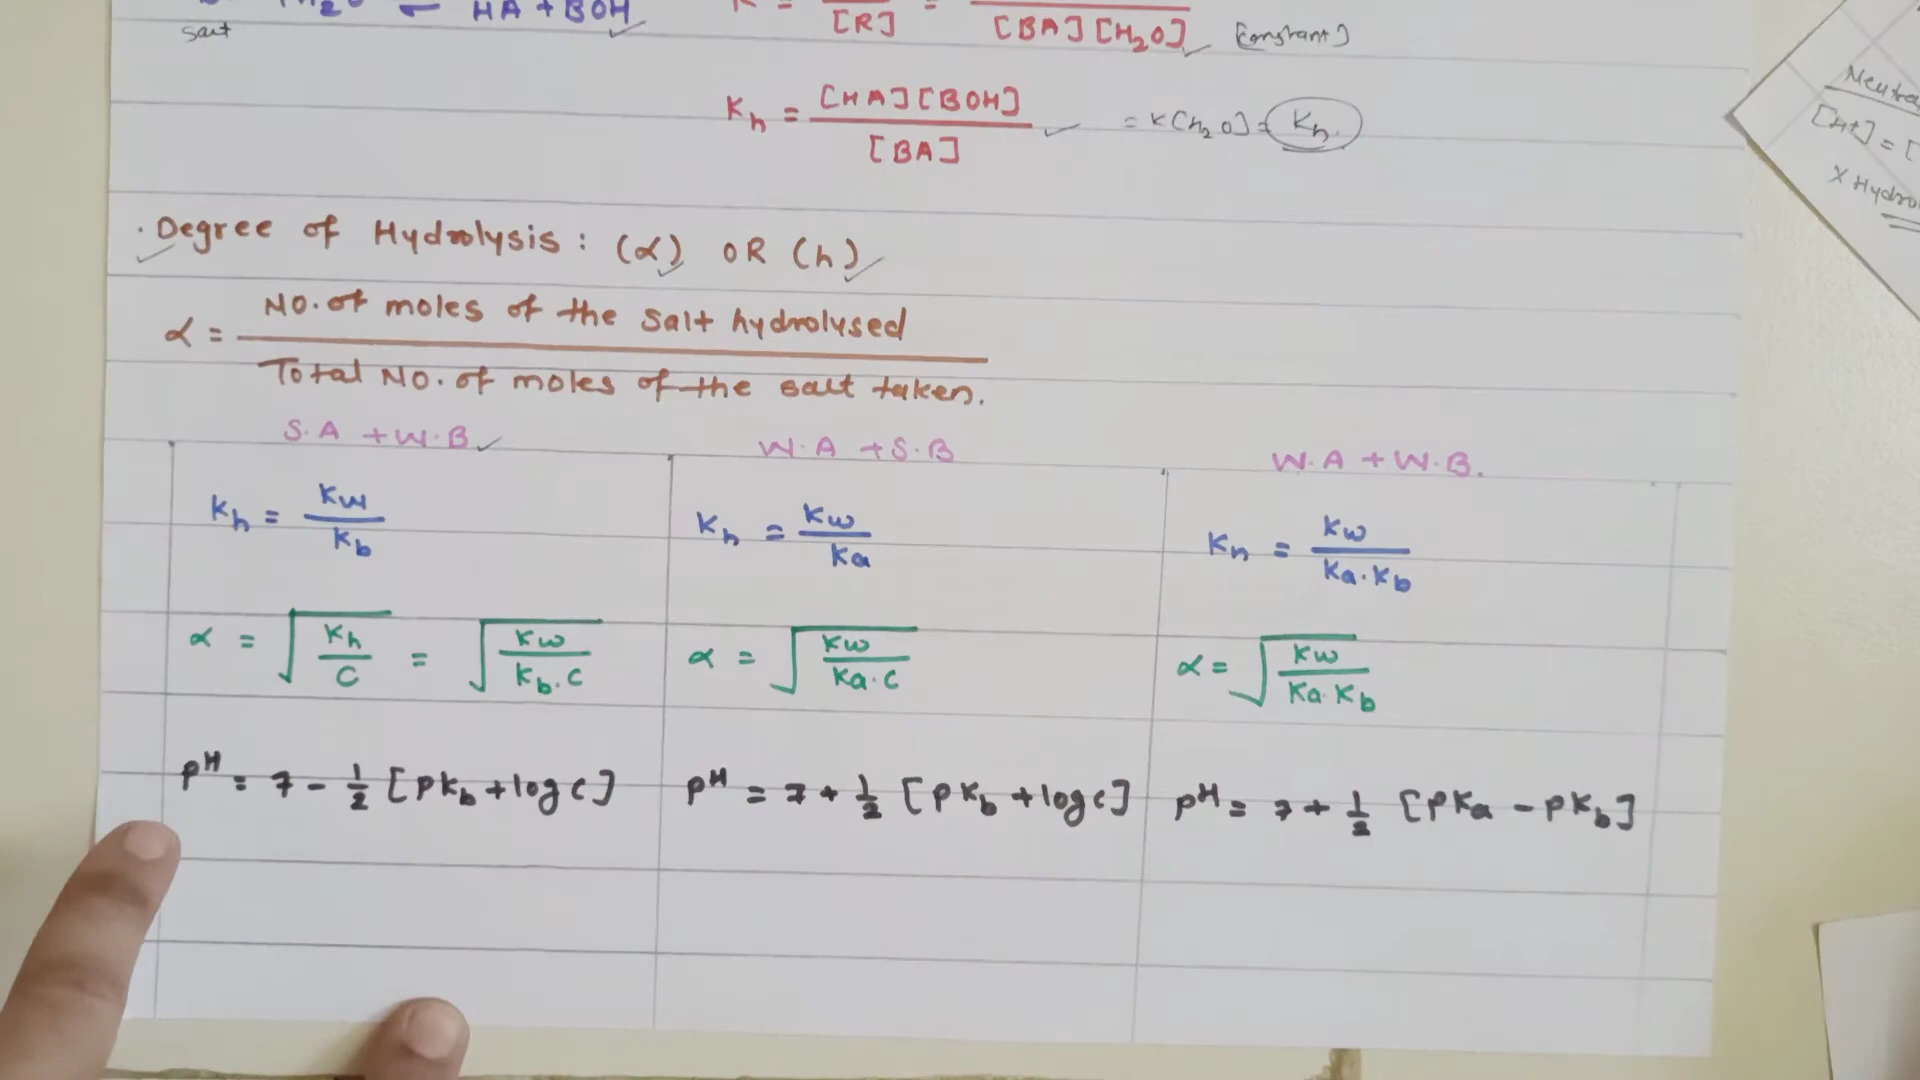 H2O HA + BOH K = / [R] = / [BA][H2O] [constant]
salt
Kh = [HA][BOH] / [BA] = K[H2O] = Kh
. Degree of Hydrolysis : (α) OR (h)
α = No. of moles of the salt hydrolysed / Total No. of moles of the salt taken.
S.A + W.B
W.A + S.B
W.A + W.B.
Kh = Kw / Kb
Kh = Kw / Ka
Kh = Kw / Ka.Kb
α = √(Kh / C) = √(Kw / Kb.C)
α = √(Kw / Ka.C)
α = √(Kw / Ka.Kb)
pH = 7 - 1/2 [PKb + log c]
pH = 7 + 1/2 [PKb + log c]
pH = 7 + 1/2 [PKa - PKb]
[H+] = [
X Hydro